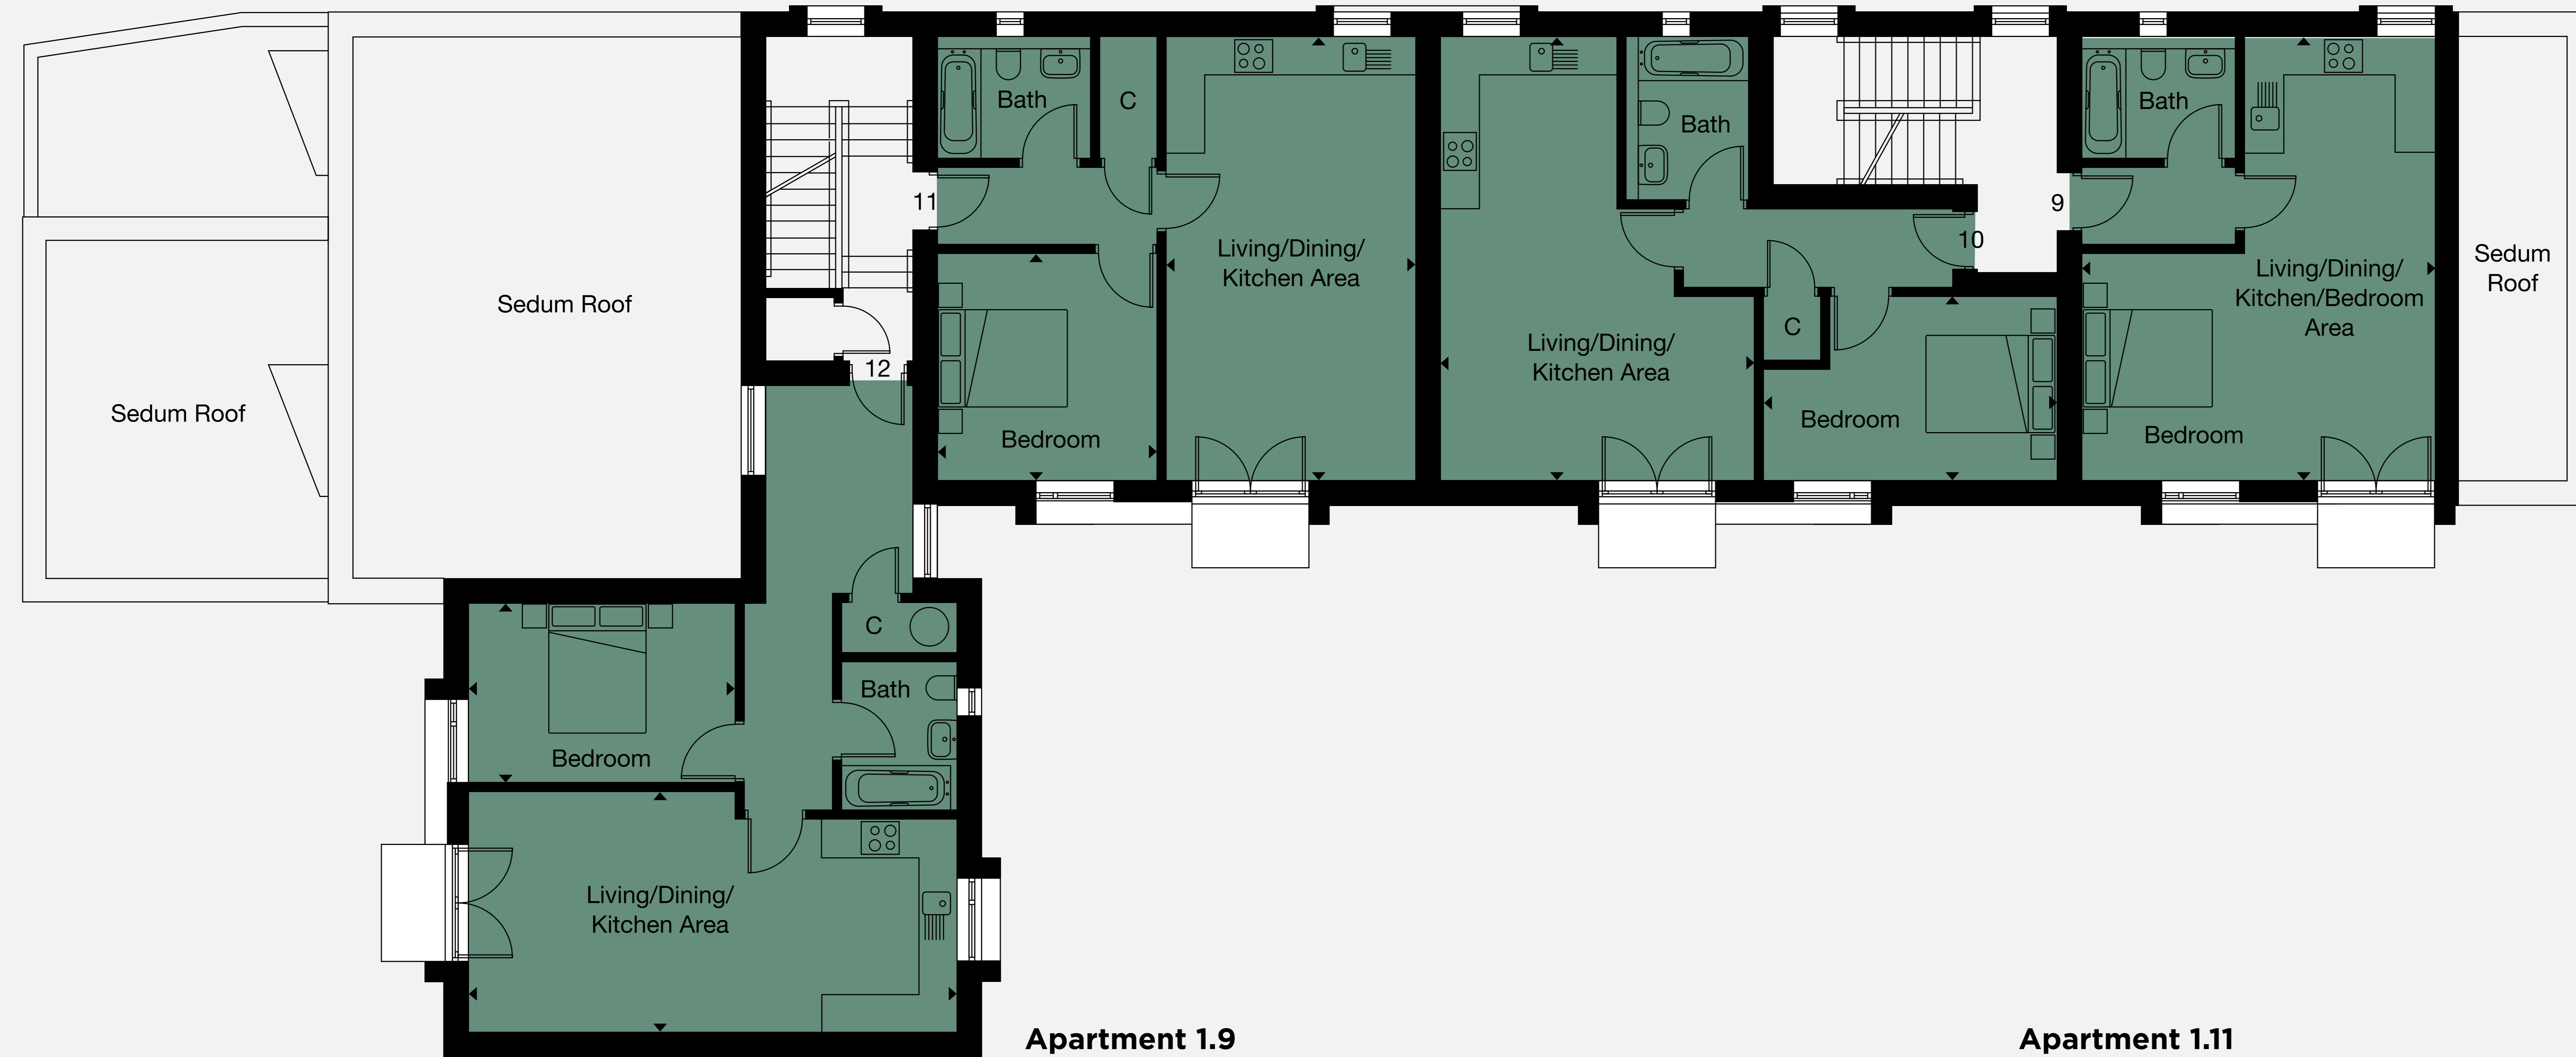 Sedum Roof
Sedum Roof
11
12
Bath
C
Living/Dining/
Kitchen Area
Bedroom
Living/Dining/
Kitchen Area
Bath
C
Bedroom
10
9
Bath
Living/Dining/
Kitchen/Bedroom
Area
Bedroom
Sedum
Roof
C
Bath
Bedroom
Living/Dining/
Kitchen Area
Apartment 1.9
Apartment 1.11